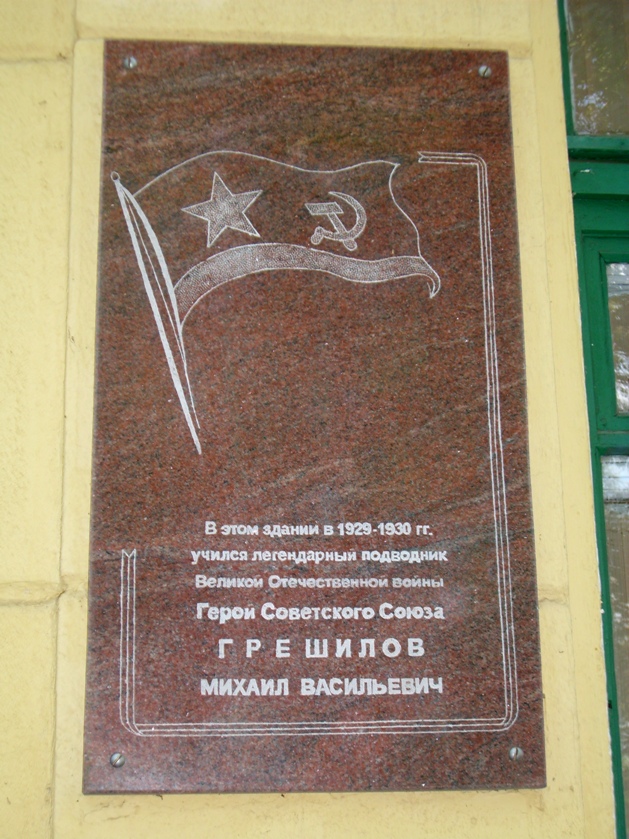 В этом здании в 1929-1930 гг.
учился легендарный подводник
Великой Отечественной войны
Герой Советского Союза
ГРЕШИЛОВ
МИХАИЛ ВАСИЛЬЕВИЧ